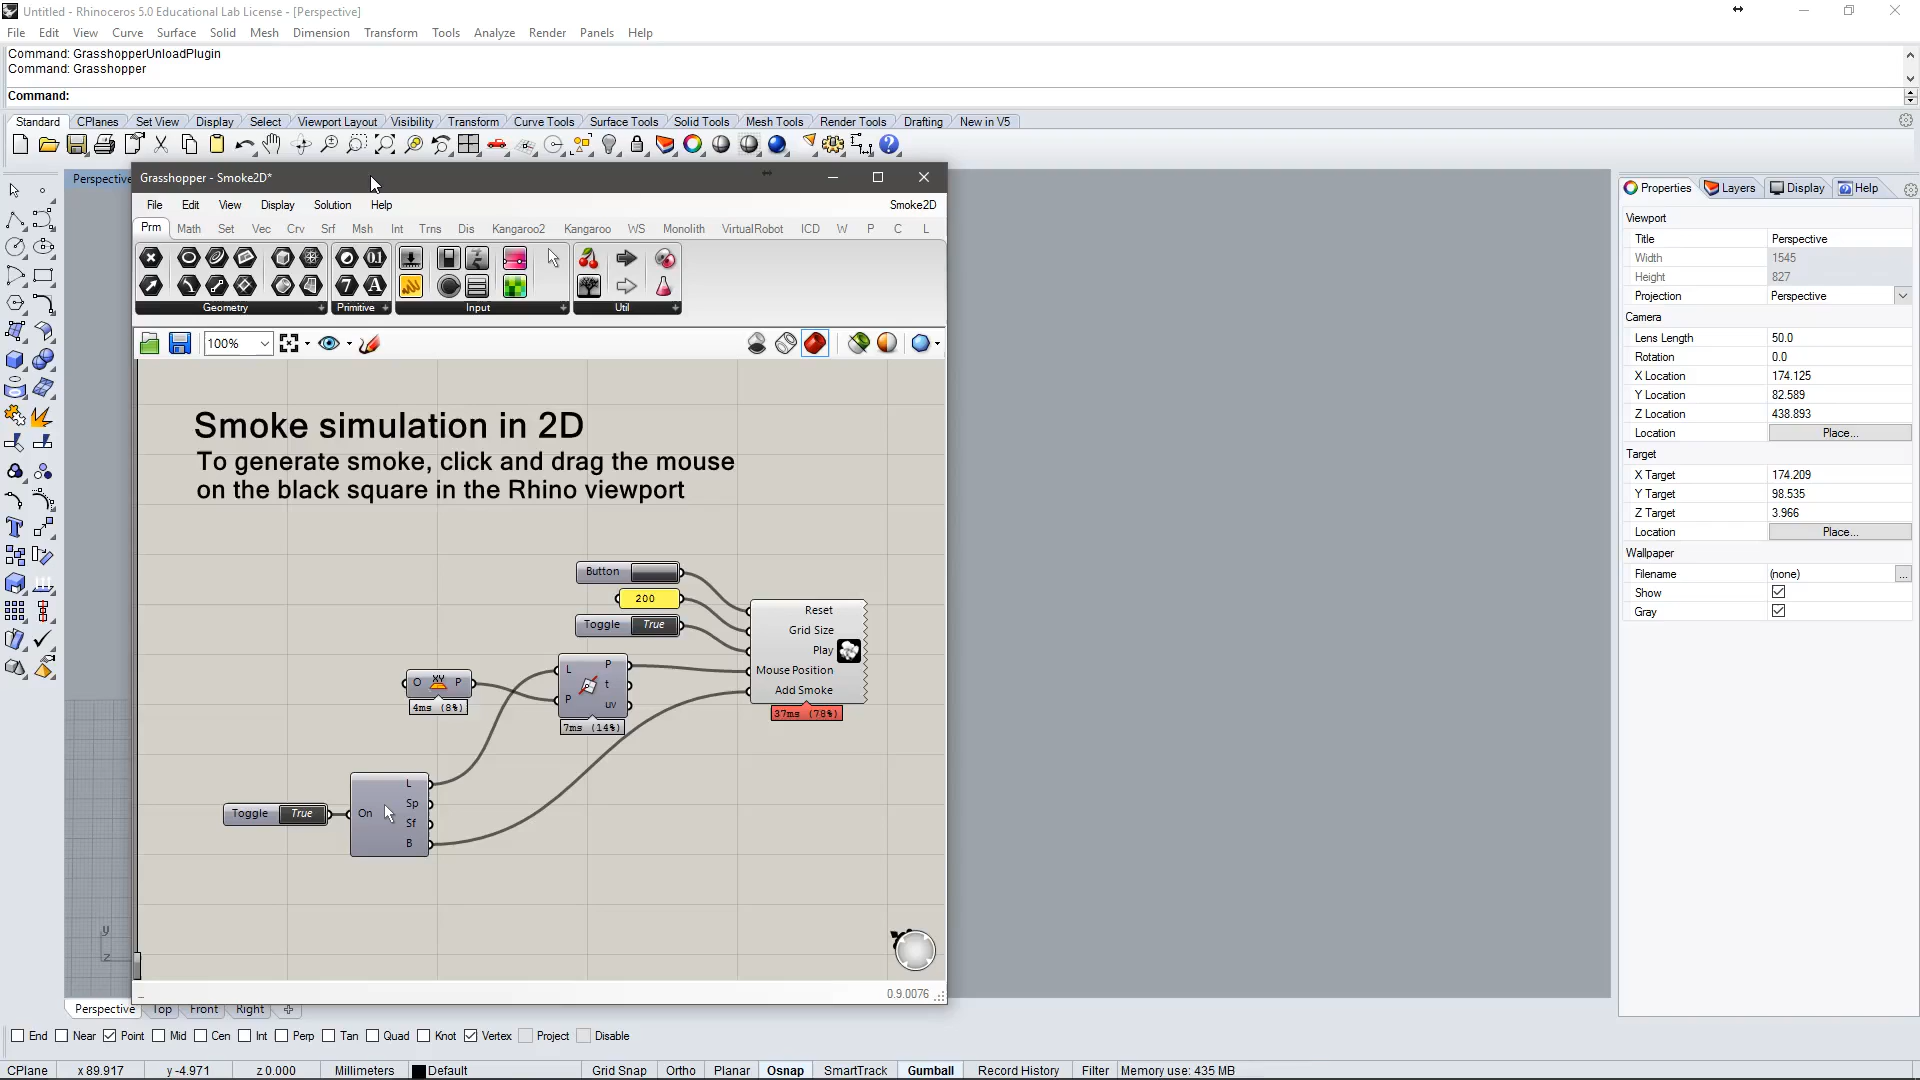 Untitled - Rhinoceros 5.0 Educational Lab License - [Perspective]
File Edit View Curve Surface Solid Mesh Dimension Transform Tools Analyze Render Panels Help
Command: GrasshopperUnloadPlugin
Command: Grasshopper
Command:
Standard CPlanes Set View Display Select Viewport Layout Visibility Transform Curve Tools Surface Tools Solid Tools Mesh Tools Render Tools Drafting New in V5
Perspective
Grasshopper - Smoke2D*
File Edit View Display Solution Help Smoke2D
Prm Math Set Vec Crv Srf Msh Int Trns Dis Kangaroo2 Kangaroo WS Monolith VirtualRobot ICD W P C L
Geometry Primitive Input Util
100%
Smoke simulation in 2D
To generate smoke, click and drag the mouse
on the black square in the Rhino viewport
Button
200
Toggle True
Reset
Grid Size
Play
Mouse Position
Add Smoke
37ms (78%)
O XY P
4ms (8%)
L P
t
P uv
7ms (14%)
Toggle True
On L
Sp
Sf
B
0.9.0076
y
z
Perspective Top Front Right
End Near Point Mid Cen Int Perp Tan Quad Knot Vertex Project Disable
CPlane x 89.917 y -4.971 z 0.000 Millimeters Default Grid Snap Ortho Planar Osnap SmartTrack Gumball Record History Filter Memory use: 435 MB
Properties Layers Display Help
Viewport
Title Perspective
Width 1545
Height 827
Projection Perspective
Camera
Lens Length 50.0
Rotation 0.0
X Location 174.125
Y Location 82.589
Z Location 438.893
Location Place...
Target
X Target 174.209
Y Target 98.535
Z Target 3.966
Location Place...
Wallpaper
Filename (none) ...
Show
Gray